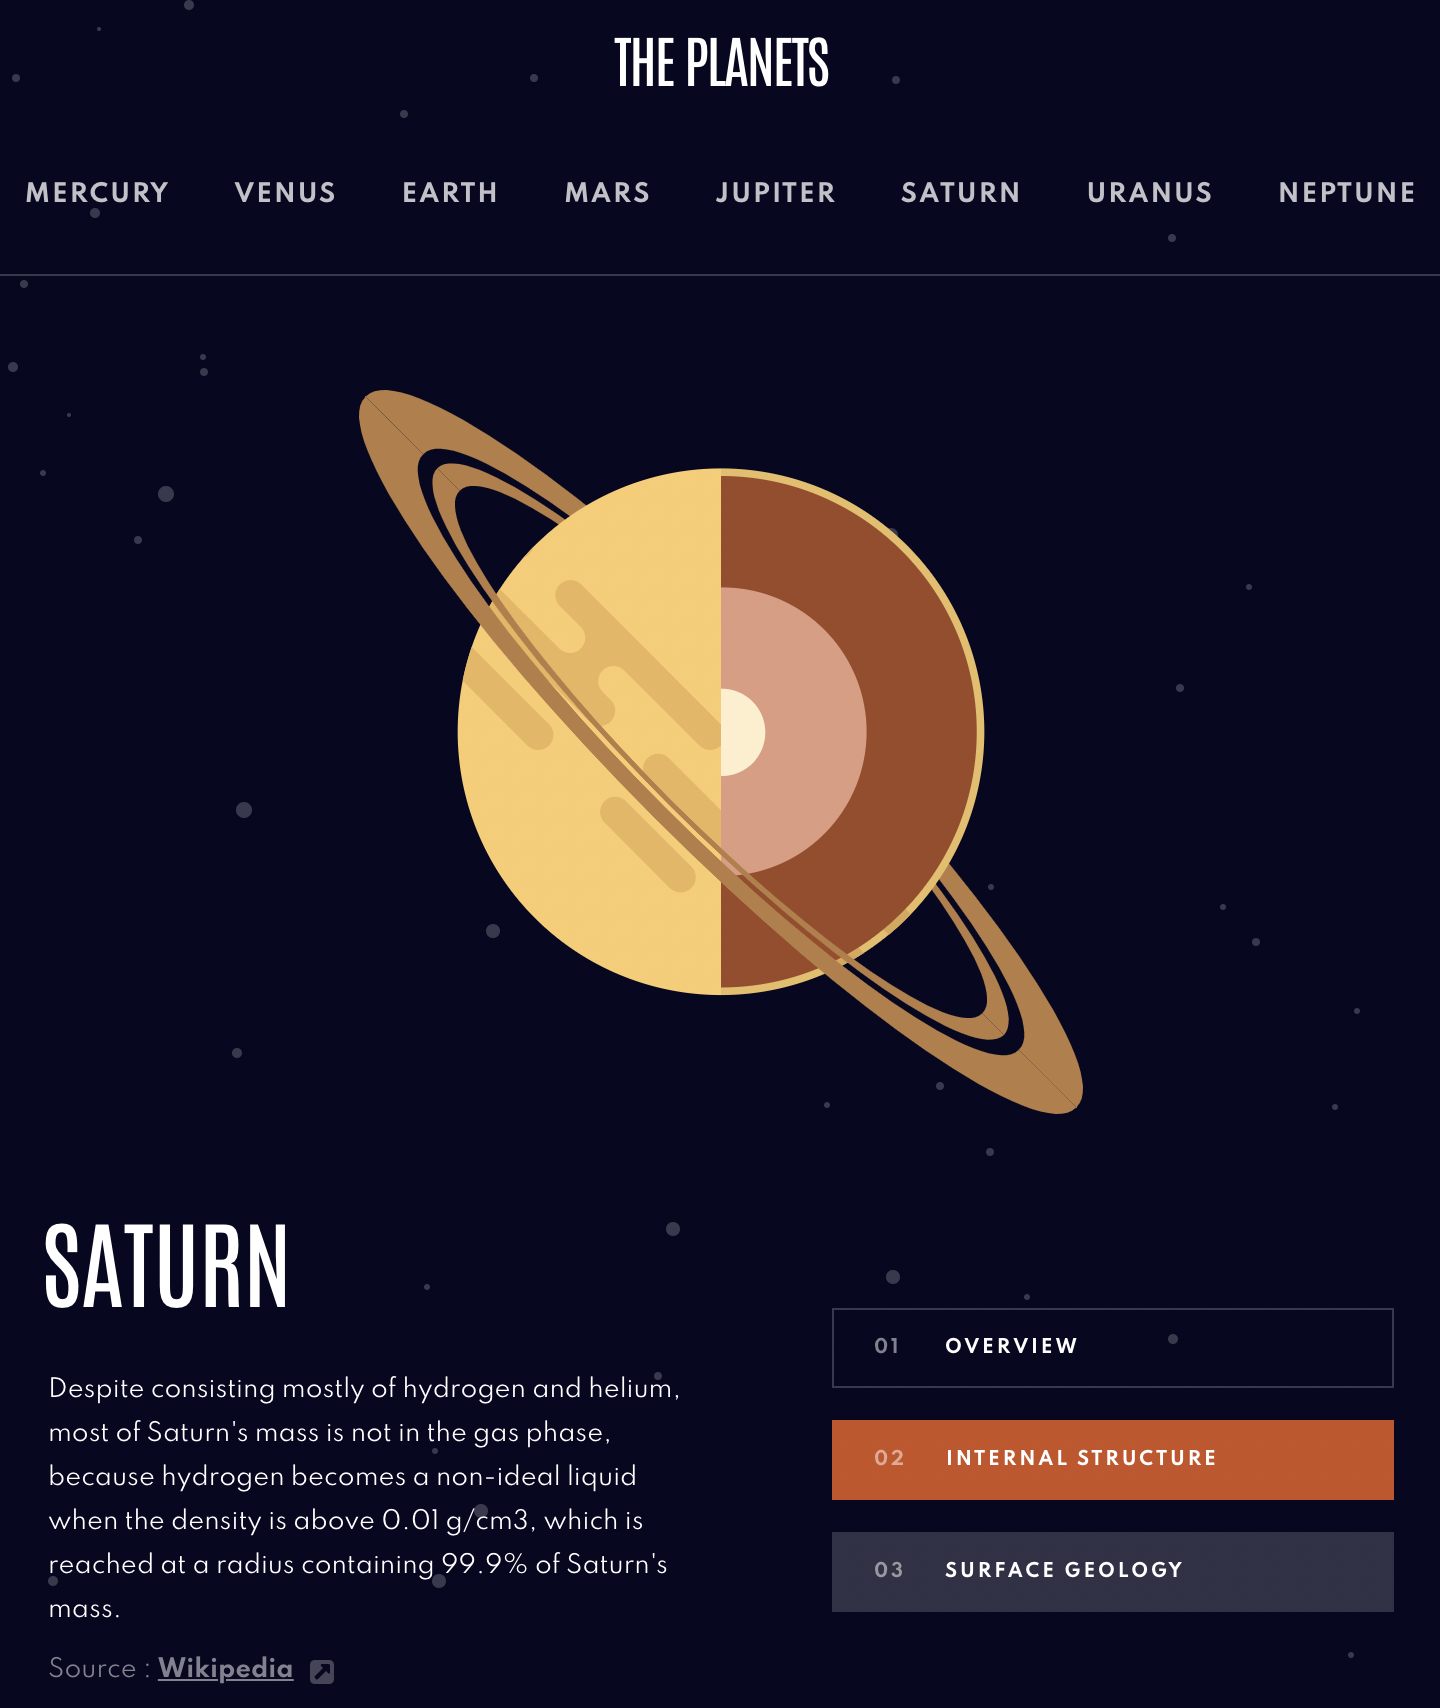 THE PLANETS
MERCURY VENUS EARTH MARS JUPITER SATURN URANUS NEPTUNE
SATURN
Despite consisting mostly of hydrogen and helium,
most of Saturn's mass is not in the gas phase,
because hydrogen becomes a non-ideal liquid
when the density is above 0.01 g/cm3, which is
reached at a radius containing 99.9% of Saturn's
mass.
Source : Wikipedia
01 OVERVIEW
02 INTERNAL STRUCTURE
03 SURFACE GEOLOGY